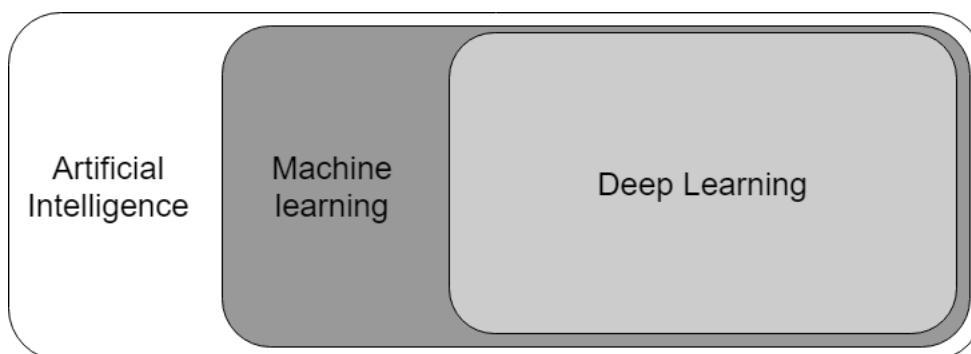 Artificial
Intelligence
Machine
learning
Deep Learning